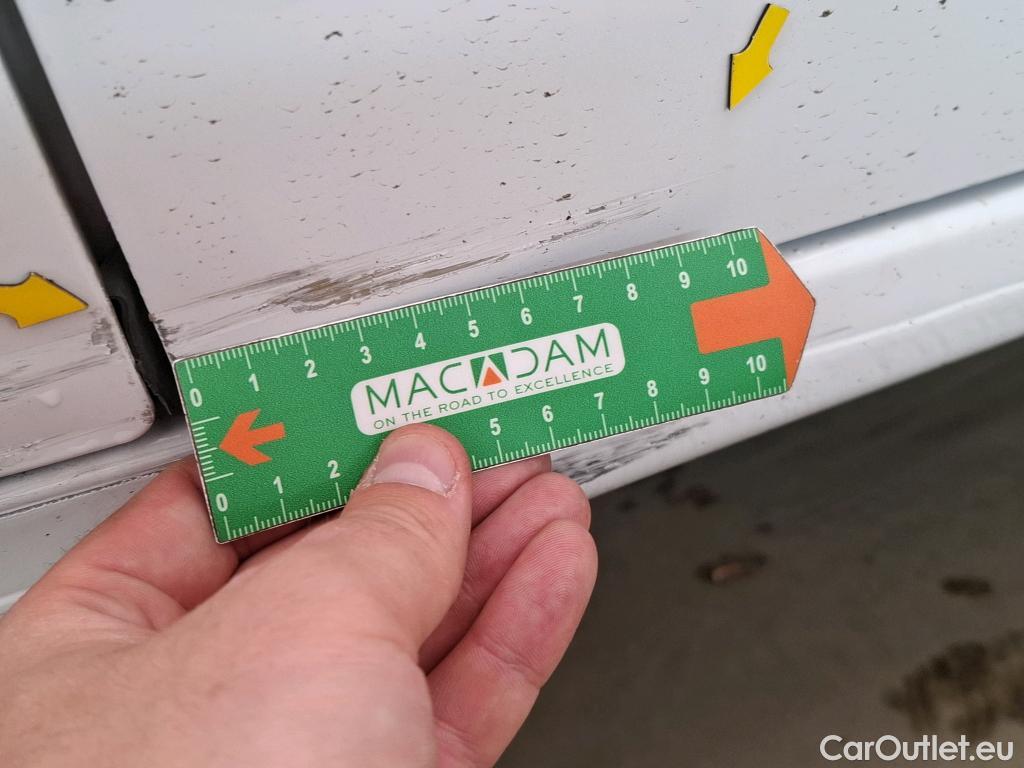 0 1 2 3 4 5 6 7 8 9 10
MACADAM
ON THE ROAD TO EXCELLENCE
0 1 2 5 6 7 8 9 10
CarOutlet.eu